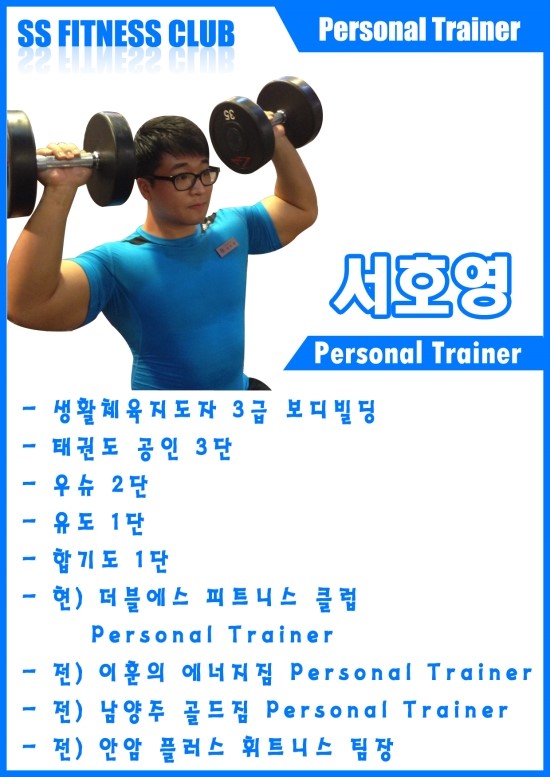 SS FITNESS CLUB
Personal Trainer
35
서호영
Personal Trainer
- 생활체육지도자 3급 보디빌딩
- 태권도 공인 3단
- 우슈 2단
- 유도 1단
- 합기도 1단
- 현) 더블에스 피트니스 클럽
Personal Trainer
- 전) 이훈의 에너지짐 Personal Trainer
- 전) 남양주 골드짐 Personal Trainer
- 전) 안암 플러스 휘트니스 팀장